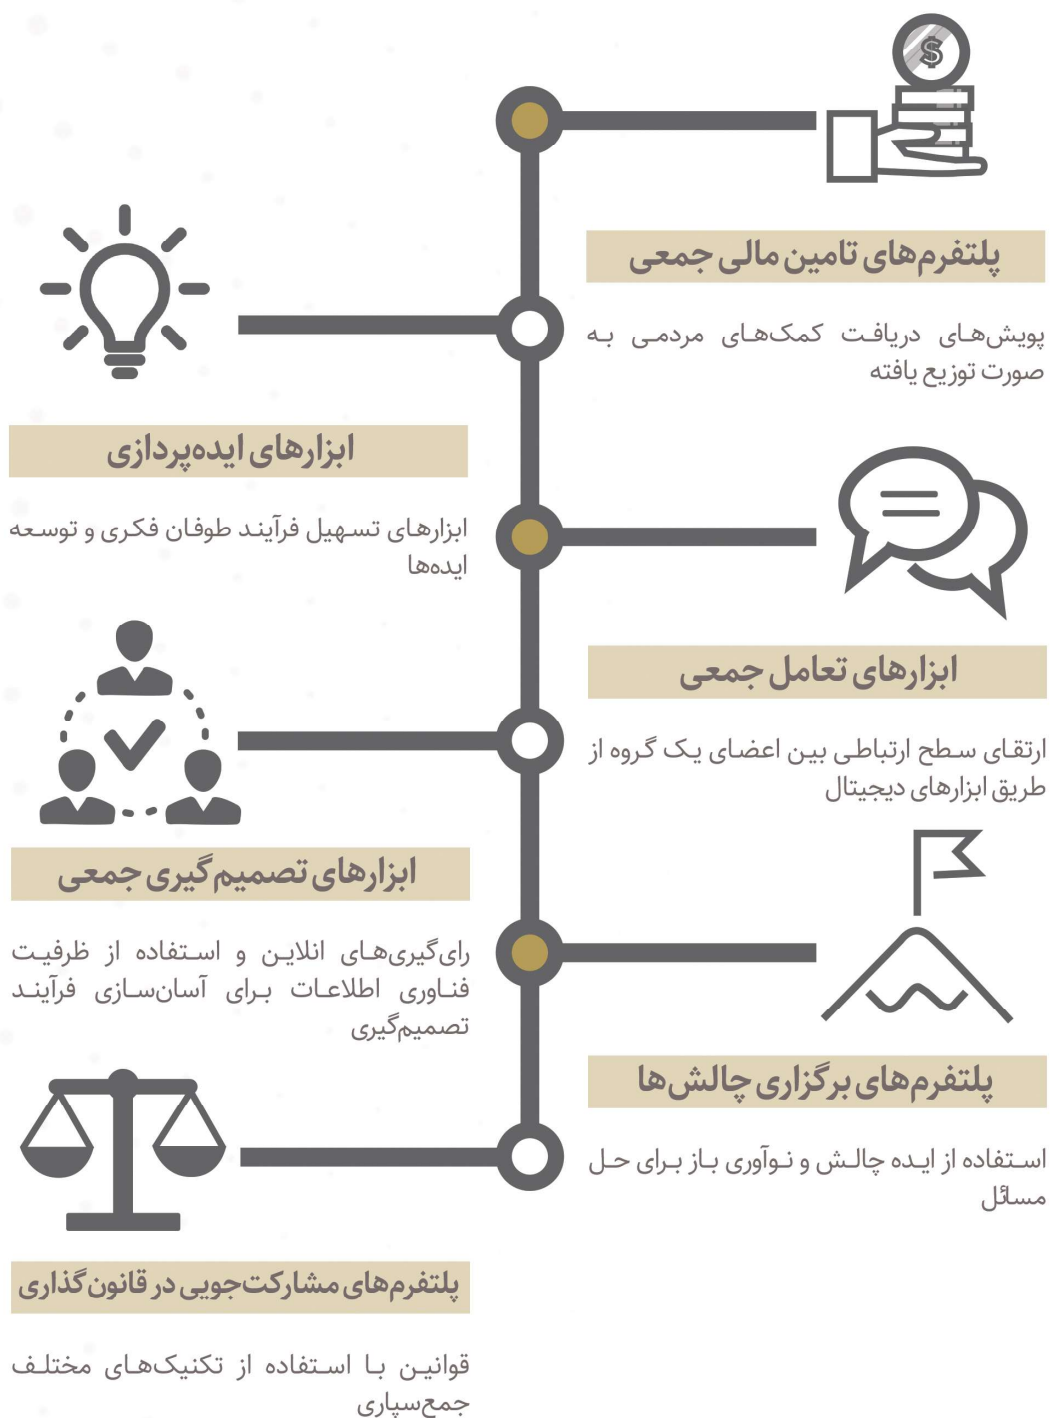 $
پلتفرم‌های تامین مالی جمعی
پویش‌های دریافت کمک‌های مردمی به
صورت توزیع یافته
ابزارهای ایده‌پردازی
ابزارهای تسهیل فرآیند طوفان فکری و توسعه
ایده‌ها
ابزارهای تعامل جمعی
ارتقای سطح ارتباطی بین اعضای یک گروه از
طریق ابزارهای دیجیتال
ابزارهای تصمیم‌گیری جمعی
رای‌گیری‌های انلاین و استفاده از ظرفیت
فناوری اطلاعات برای آسان‌سازی فرآیند
تصمیم‌گیری
پلتفرم‌های برگزاری چالش‌ها
استفاده از ایده چالش و نوآوری باز برای حل
مسائل
پلتفرم‌های مشارکت‌جویی در قانون‌گذاری
قوانین با استفاده از تکنیک‌های مختلف
جمع‌سپاری